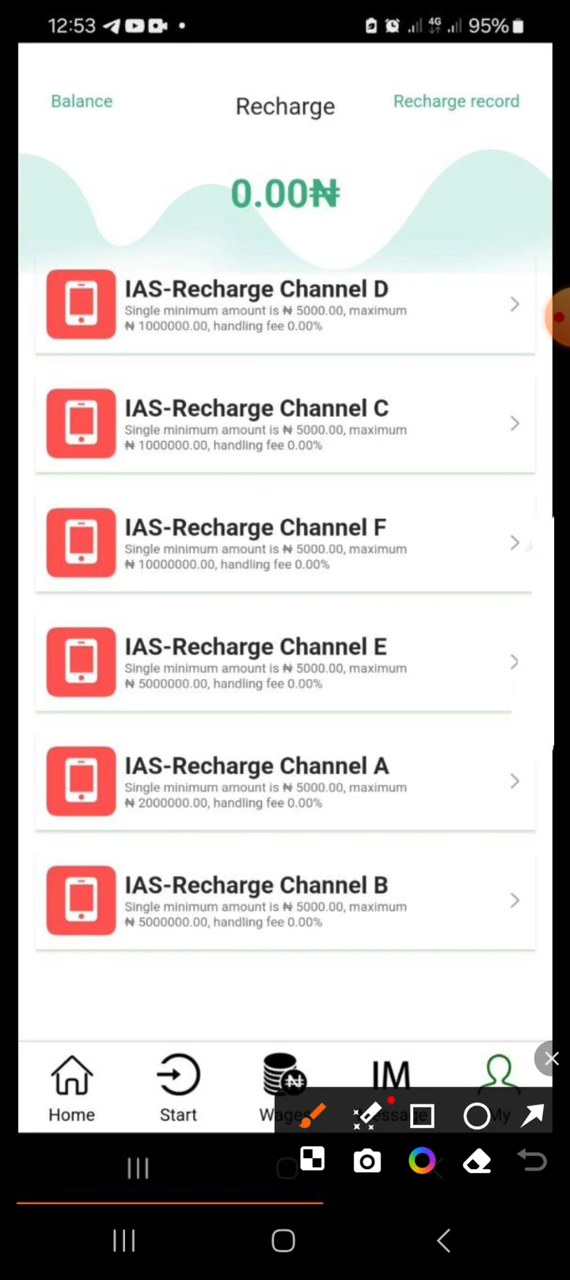 12:53 4G 95%
Balance Recharge Recharge record
0.00₦
IAS-Recharge Channel D
Single minimum amount is ₦ 5000.00, maximum
₦ 1000000.00, handling fee 0.00%
IAS-Recharge Channel C
Single minimum amount is ₦ 5000.00, maximum
₦ 1000000.00, handling fee 0.00%
IAS-Recharge Channel F
Single minimum amount is ₦ 5000.00, maximum
₦ 10000000.00, handling fee 0.00%
IAS-Recharge Channel E
Single minimum amount is ₦ 5000.00, maximum
₦ 5000000.00, handling fee 0.00%
IAS-Recharge Channel A
Single minimum amount is ₦ 5000.00, maximum
₦ 2000000.00, handling fee 0.00%
IAS-Recharge Channel B
Single minimum amount is ₦ 5000.00, maximum
₦ 5000000.00, handling fee 0.00%
₦ IM
Home Start My